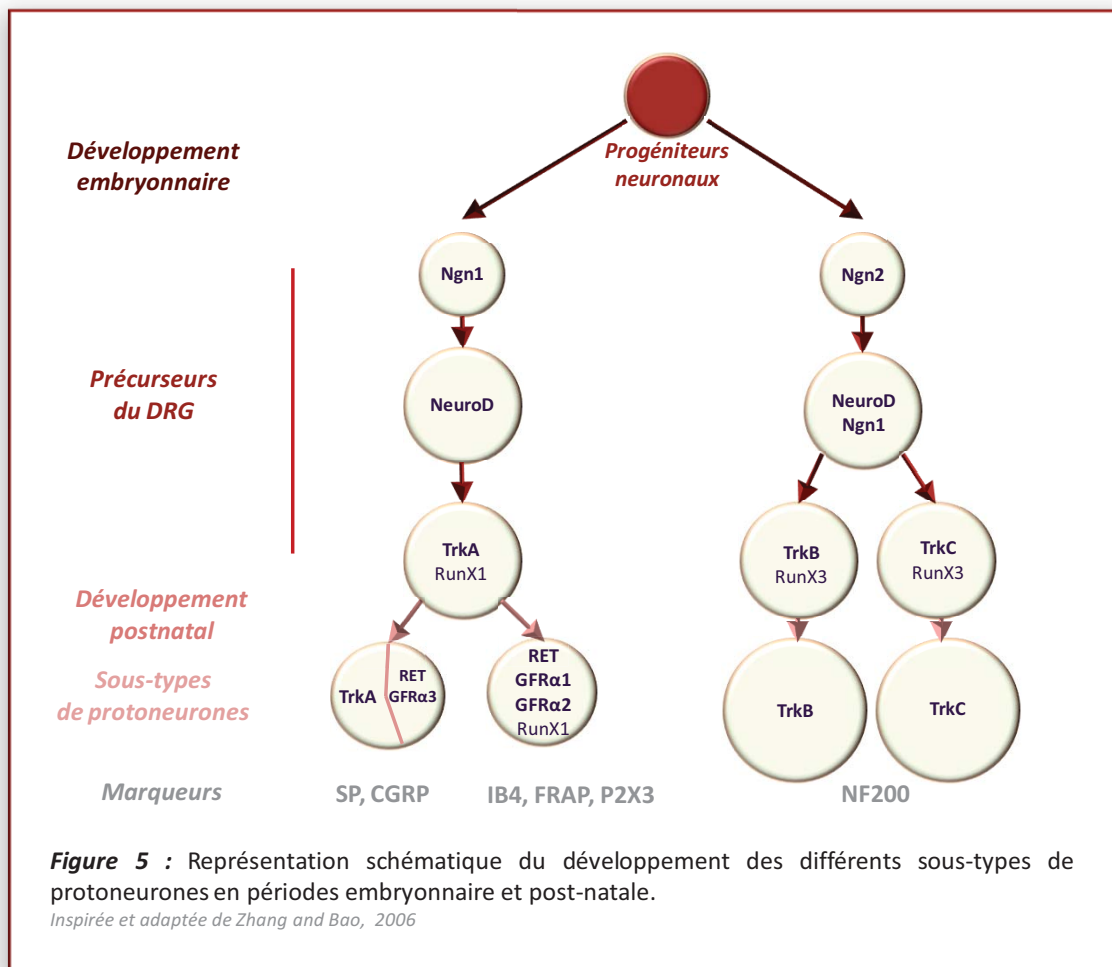 Développement
embryonnaire
Progéniteurs
neuronaux
Ngn1
Ngn2
Précurseurs
du DRG
NeuroD
NeuroD
Ngn1
TrkA
RunX1
TrkB
RunX3
TrkC
RunX3
Développement
postnatal
Sous-types
de protoneurones
TrkA
RET
GFRα3
RET
GFRα1
GFRα2
RunX1
TrkB
TrkC
Marqueurs
SP, CGRP
IB4, FRAP, P2X3
NF200
Figure 5 : Représentation schématique du développement des différents sous-types de
protoneurones en périodes embryonnaire et post-natale.
Inspirée et adaptée de Zhang and Bao, 2006